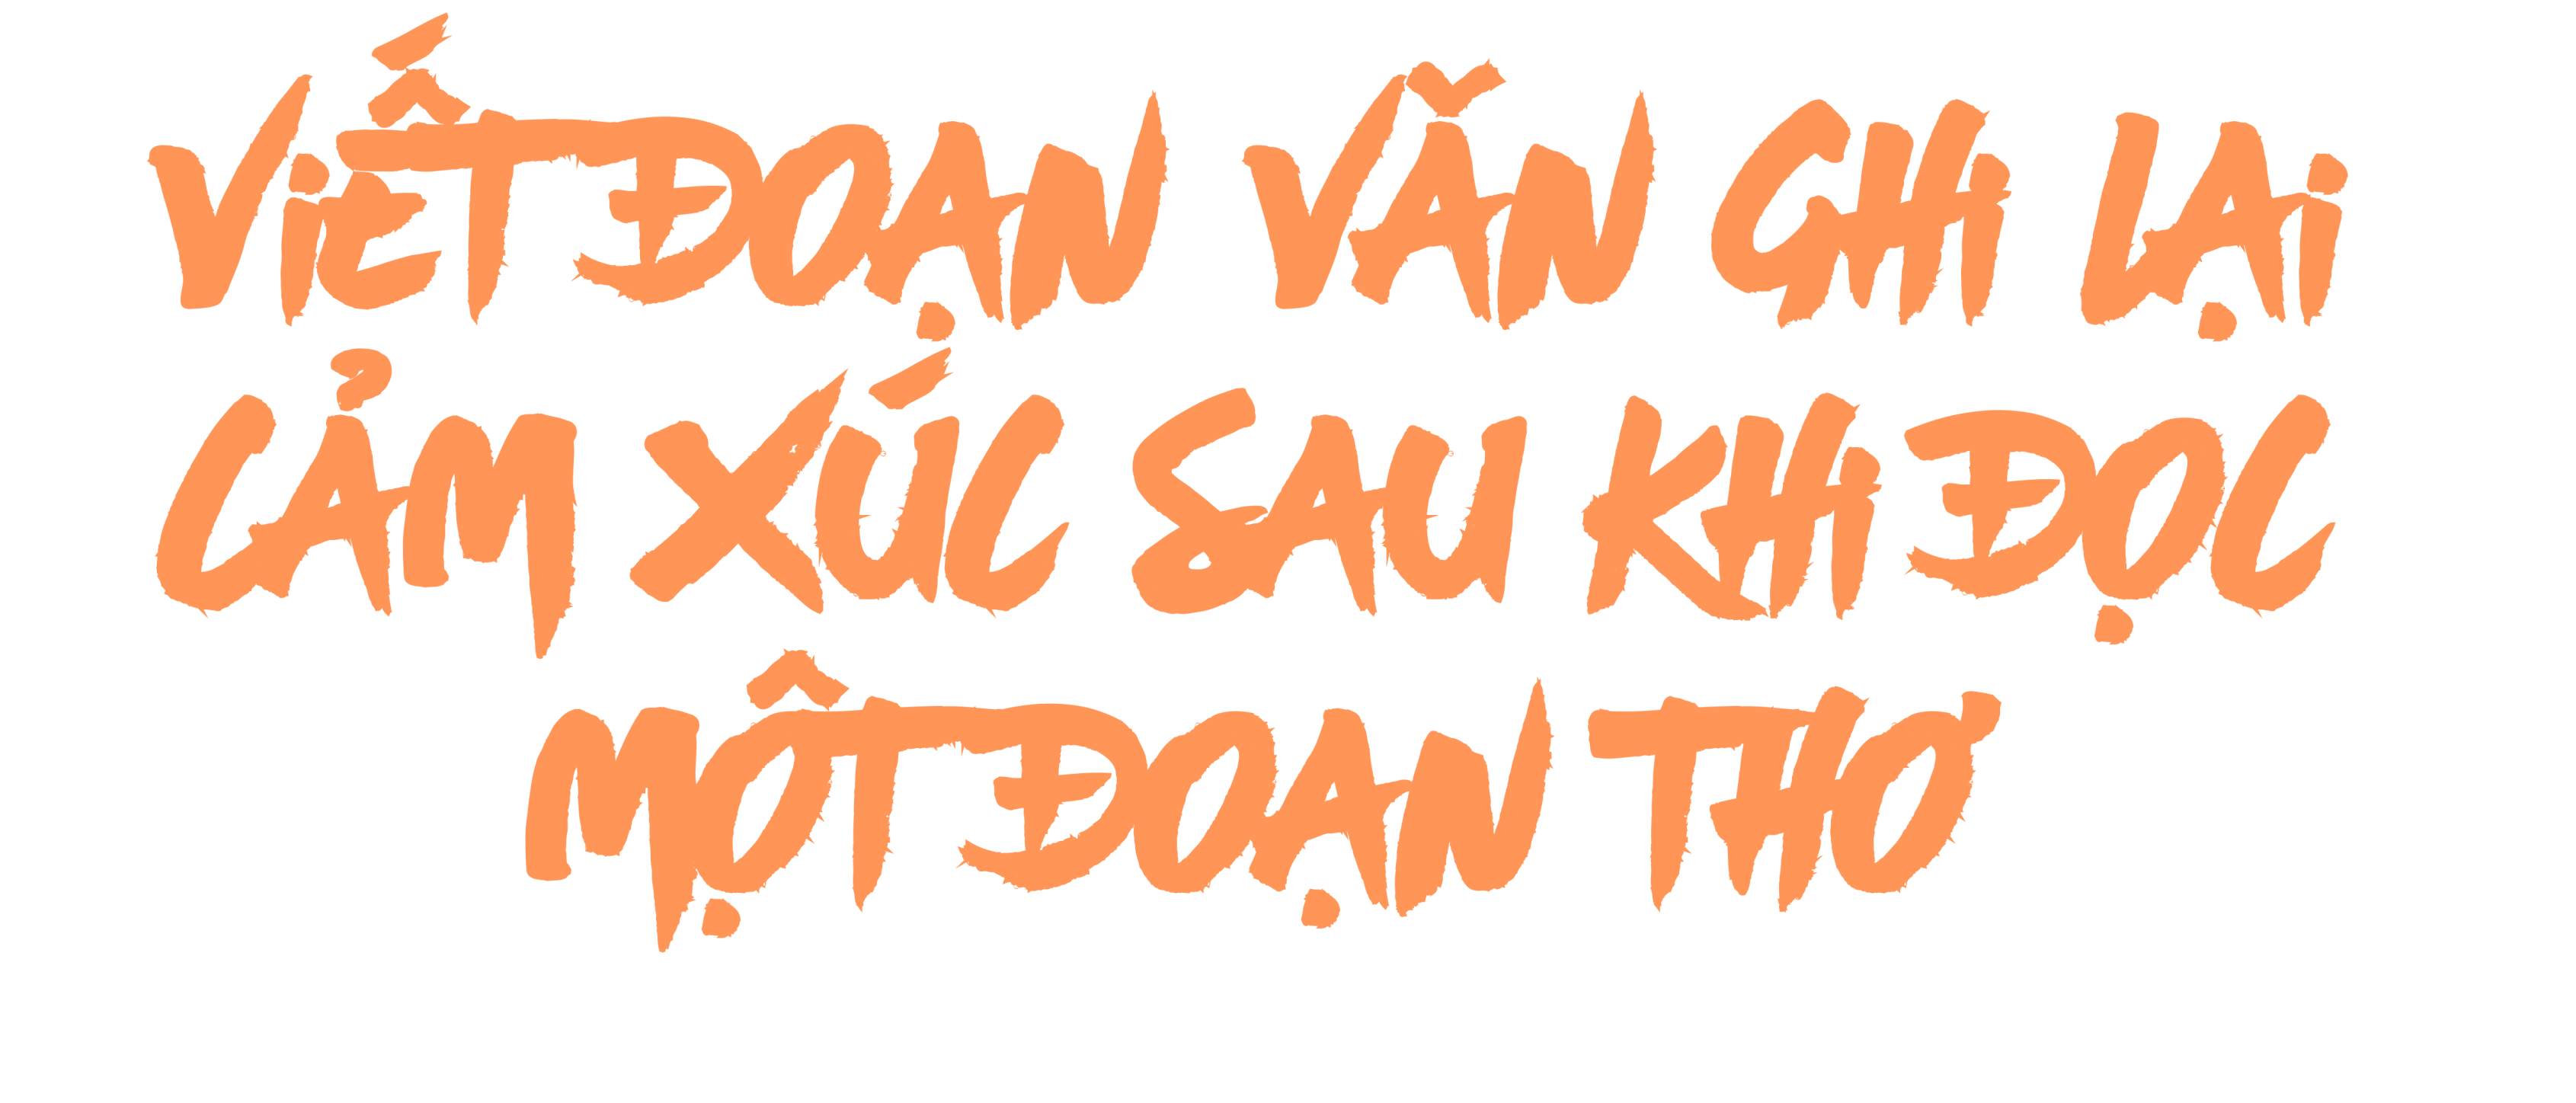 VIẾT ĐOẠN VĂN GHI LẠI
CẢM XÚC SAU KHI ĐỌC
MỘT ĐOẠN THƠ